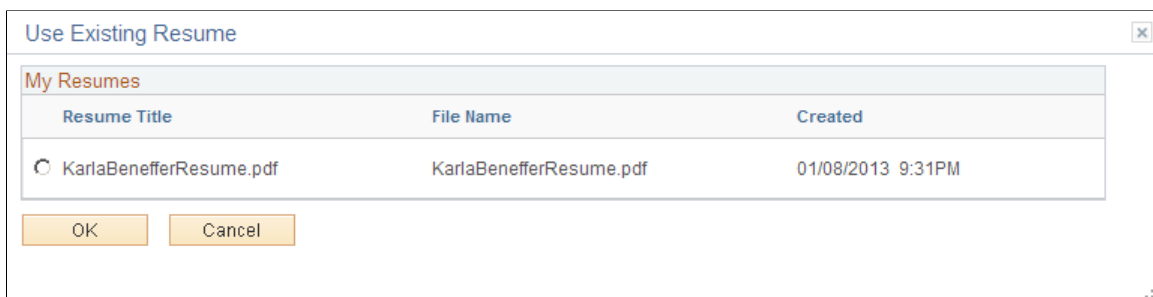 Use Existing Resume
My Resumes
Resume Title File Name Created
KarlaBenefferResume.pdf KarlaBenefferResume.pdf 01/08/2013 9:31PM
OK Cancel